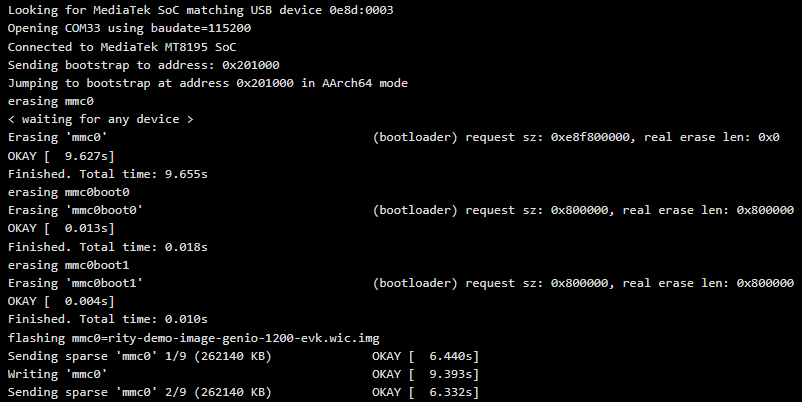 Looking for MediaTek SoC matching USB device 0e8d:0003
Opening COM33 using baudate=115200
Connected to MediaTek MT8195 SoC
Sending bootstrap to address: 0x201000
Jumping to bootstrap at address 0x201000 in AArch64 mode
erasing mmc0
< waiting for any device >
Erasing 'mmc0' (bootloader) request sz: 0xe8f800000, real erase len: 0x0
OKAY [ 9.627s]
Finished. Total time: 9.655s
erasing mmc0boot0
Erasing 'mmc0boot0' (bootloader) request sz: 0x800000, real erase len: 0x800000
OKAY [ 0.013s]
Finished. Total time: 0.018s
erasing mmc0boot1
Erasing 'mmc0boot1' (bootloader) request sz: 0x800000, real erase len: 0x800000
OKAY [ 0.004s]
Finished. Total time: 0.010s
flashing mmc0=rity-demo-image-genio-1200-evk.wic.img
Sending sparse 'mmc0' 1/9 (262140 KB) OKAY [ 6.440s]
Writing 'mmc0' OKAY [ 9.393s]
Sending sparse 'mmc0' 2/9 (262140 KB) OKAY [ 6.332s]